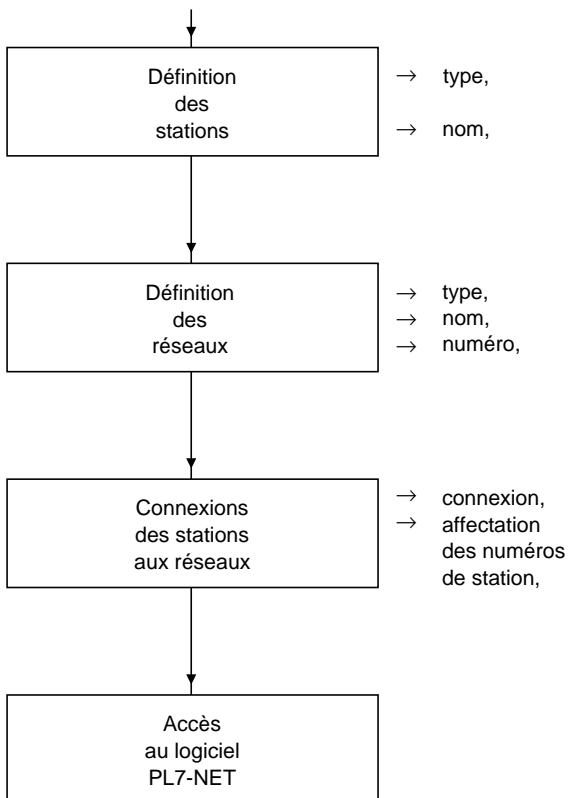 Définition
des
stations
→ type,
→ nom,
Définition
des
réseaux
→ type,
→ nom,
→ numéro,
Connexions
des stations
aux réseaux
→ connexion,
→ affectation
des numéros
de station,
Accès
au logiciel
PL7-NET